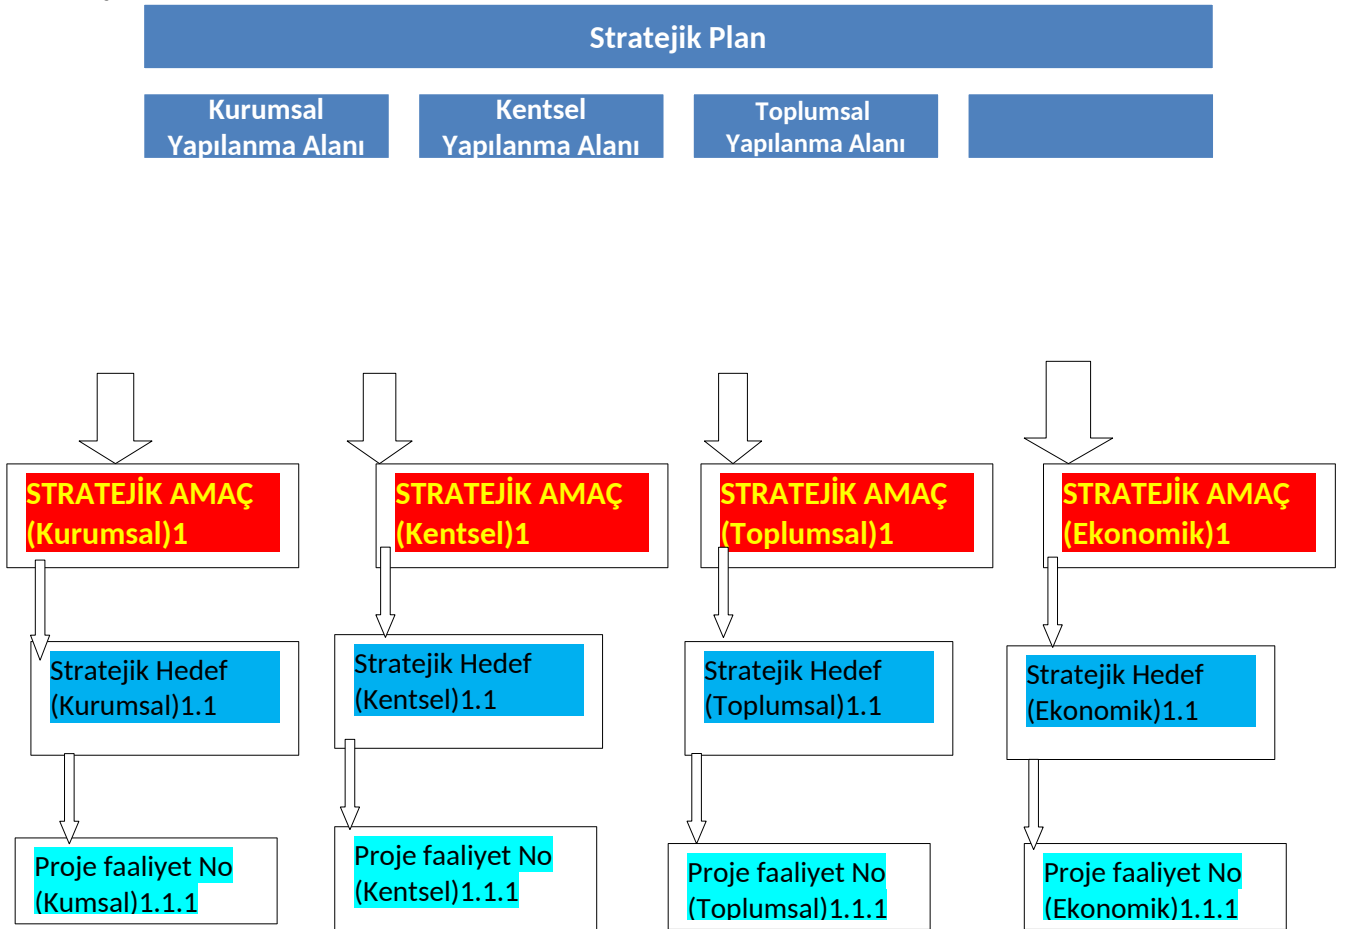 Stratejik Plan
Kurumsal
Yapılanma Alanı
Kentsel
Yapılanma Alanı
Toplumsal
Yapılanma Alanı
STRATEJİK AMAÇ
(Kurumsal)1
STRATEJİK AMAÇ
(Kentsel)1
STRATEJİK AMAÇ
(Toplumsal)1
STRATEJİK AMAÇ
(Ekonomik)1
Stratejik Hedef
(Kurumsal)1.1
Stratejik Hedef
(Kentsel)1.1
Stratejik Hedef
(Toplumsal)1.1
Stratejik Hedef
(Ekonomik)1.1
Proje faaliyet No
(Kumsal)1.1.1
Proje faaliyet No
(Kentsel)1.1.1
Proje faaliyet No
(Toplumsal)1.1.1
Proje faaliyet No
(Ekonomik)1.1.1